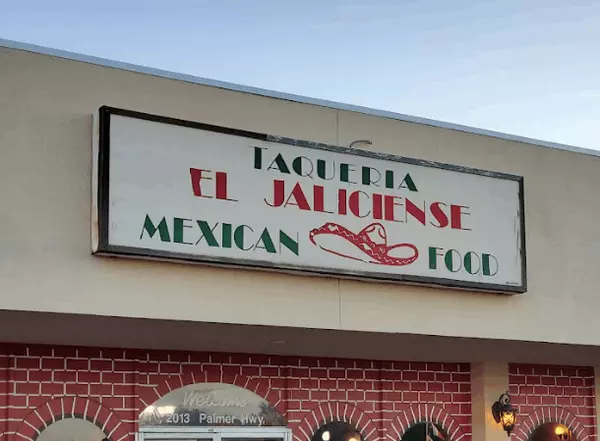 TAQUERIA
EL JALICIENSE
MEXICAN FOOD
Welcome
2013 Palmer Hwy.